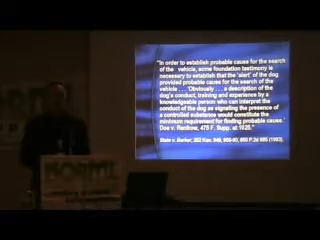 "In order to establish probable cause for the search
of the vehicle, some foundation testimony is
necessary to establish that the 'alert' of the dog
provided probable cause for the search of the
vehicle . . . 'Obviously . . . a description of the
dog's conduct, training and experience by a
knowledgeable person who can interpret the
conduct of the dog as signaling the presence of
a controlled substance would constitute the
minimum requirement for finding probable cause.'
Doe v. Renfrow, 475 F. Supp. at 1025."
NORML